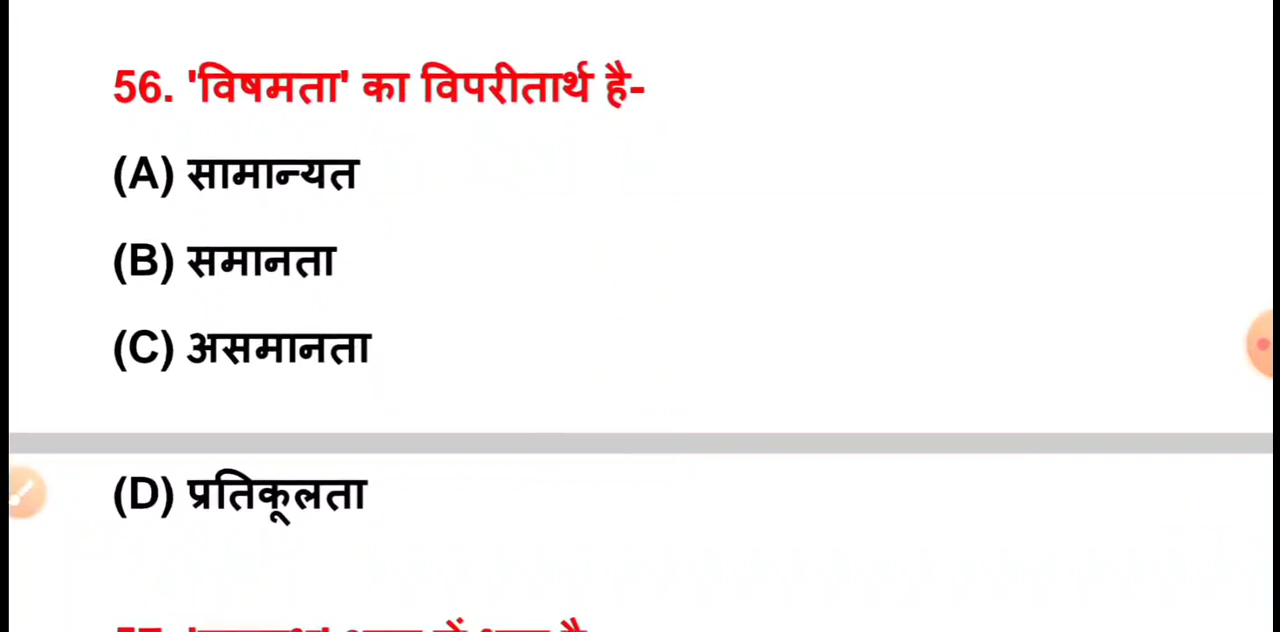 56. 'विषमता' का विपरीतार्थ है-
(A) सामान्यत
(B) समानता
(C) असमानता
(D) प्रतिकूलता